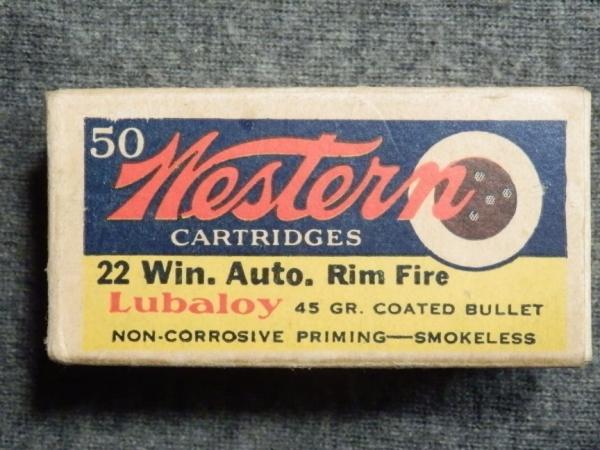 50 Western
CARTRIDGES
22 Win. Auto. Rim Fire
Lubaloy 45 GR. COATED BULLET
NON-CORROSIVE PRIMING—SMOKELESS